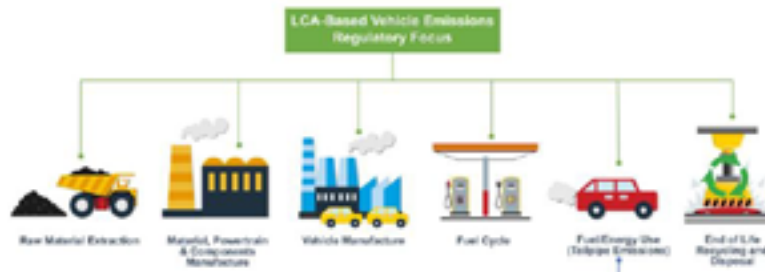 LCA-Based Vehicle Emissions
Regulatory Focus
Raw Material Extraction
Material, Powertrain
& Components
Manufacture
Vehicle Manufacture
Fuel Cycle
Fuel/Energy Use
(Tailpipe Emissions)
End of Life
Recycling and
Disposal